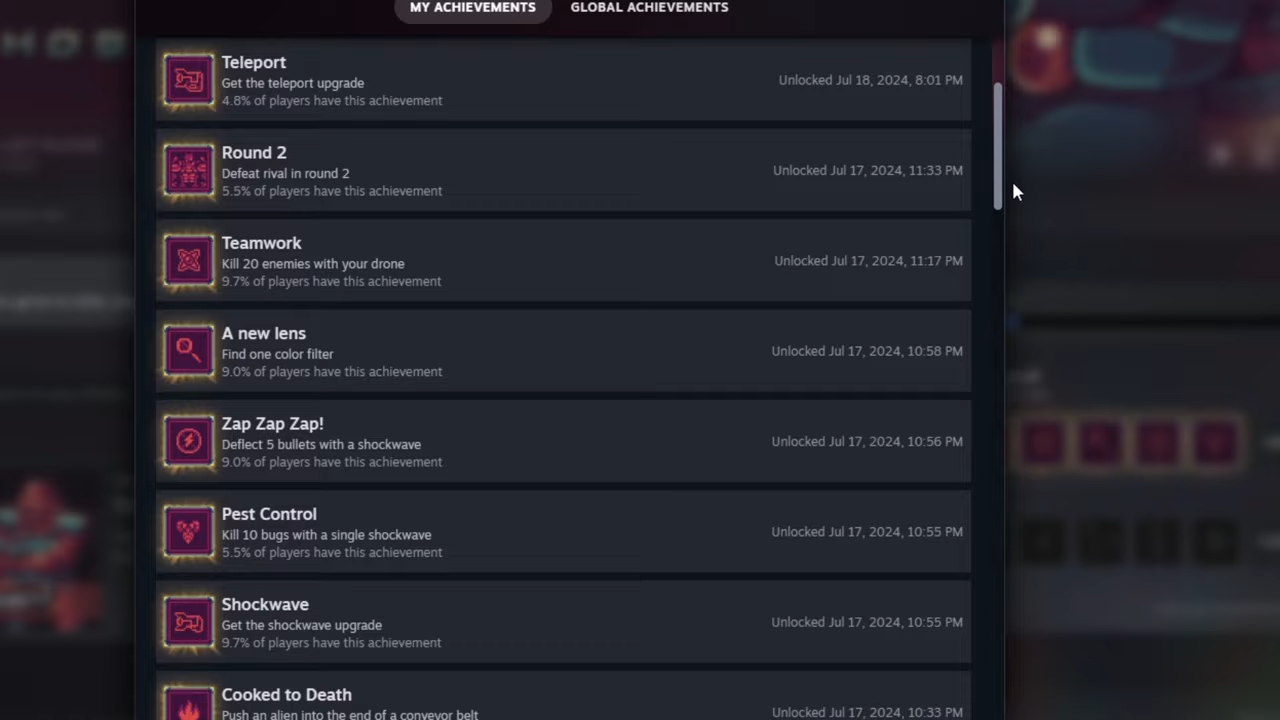 MY ACHIEVEMENTS
GLOBAL ACHIEVEMENTS
Teleport
Get the teleport upgrade
4.8% of players have this achievement
Unlocked Jul 18, 2024, 8:01 PM
Round 2
Defeat rival in round 2
5.5% of players have this achievement
Unlocked Jul 17, 2024, 11:33 PM
Teamwork
Kill 20 enemies with your drone
9.7% of players have this achievement
Unlocked Jul 17, 2024, 11:17 PM
A new lens
Find one color filter
9.0% of players have this achievement
Unlocked Jul 17, 2024, 10:58 PM
Zap Zap Zap!
Deflect 5 bullets with a shockwave
9.0% of players have this achievement
Unlocked Jul 17, 2024, 10:56 PM
Pest Control
Kill 10 bugs with a single shockwave
5.5% of players have this achievement
Unlocked Jul 17, 2024, 10:55 PM
Shockwave
Get the shockwave upgrade
9.7% of players have this achievement
Unlocked Jul 17, 2024, 10:55 PM
Cooked to Death
Push an alien into the end of a conveyor belt
Unlocked Jul 17, 2024, 10:33 PM